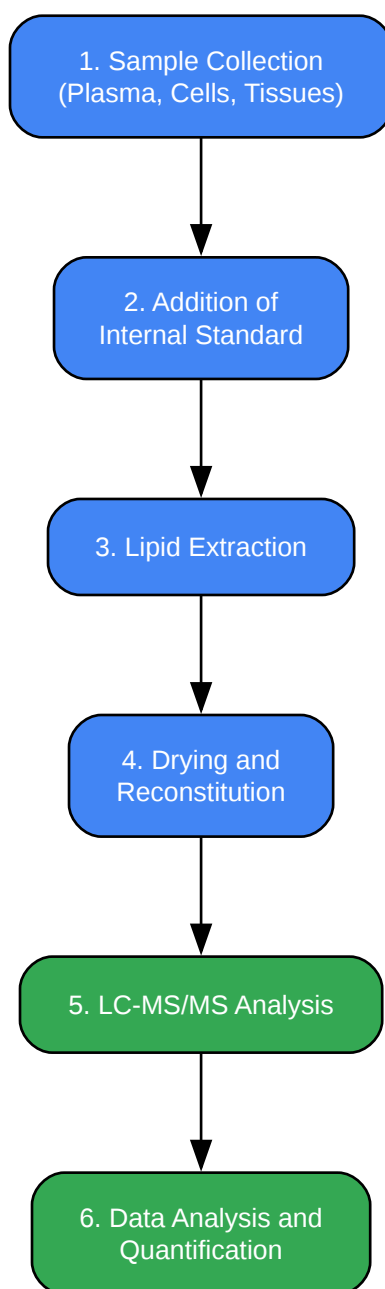 1. Sample Collection
(Plasma, Cells, Tissues)
2. Addition of
Internal Standard
3. Lipid Extraction
4. Drying and
Reconstitution
5. LC-MS/MS Analysis
6. Data Analysis and
Quantification